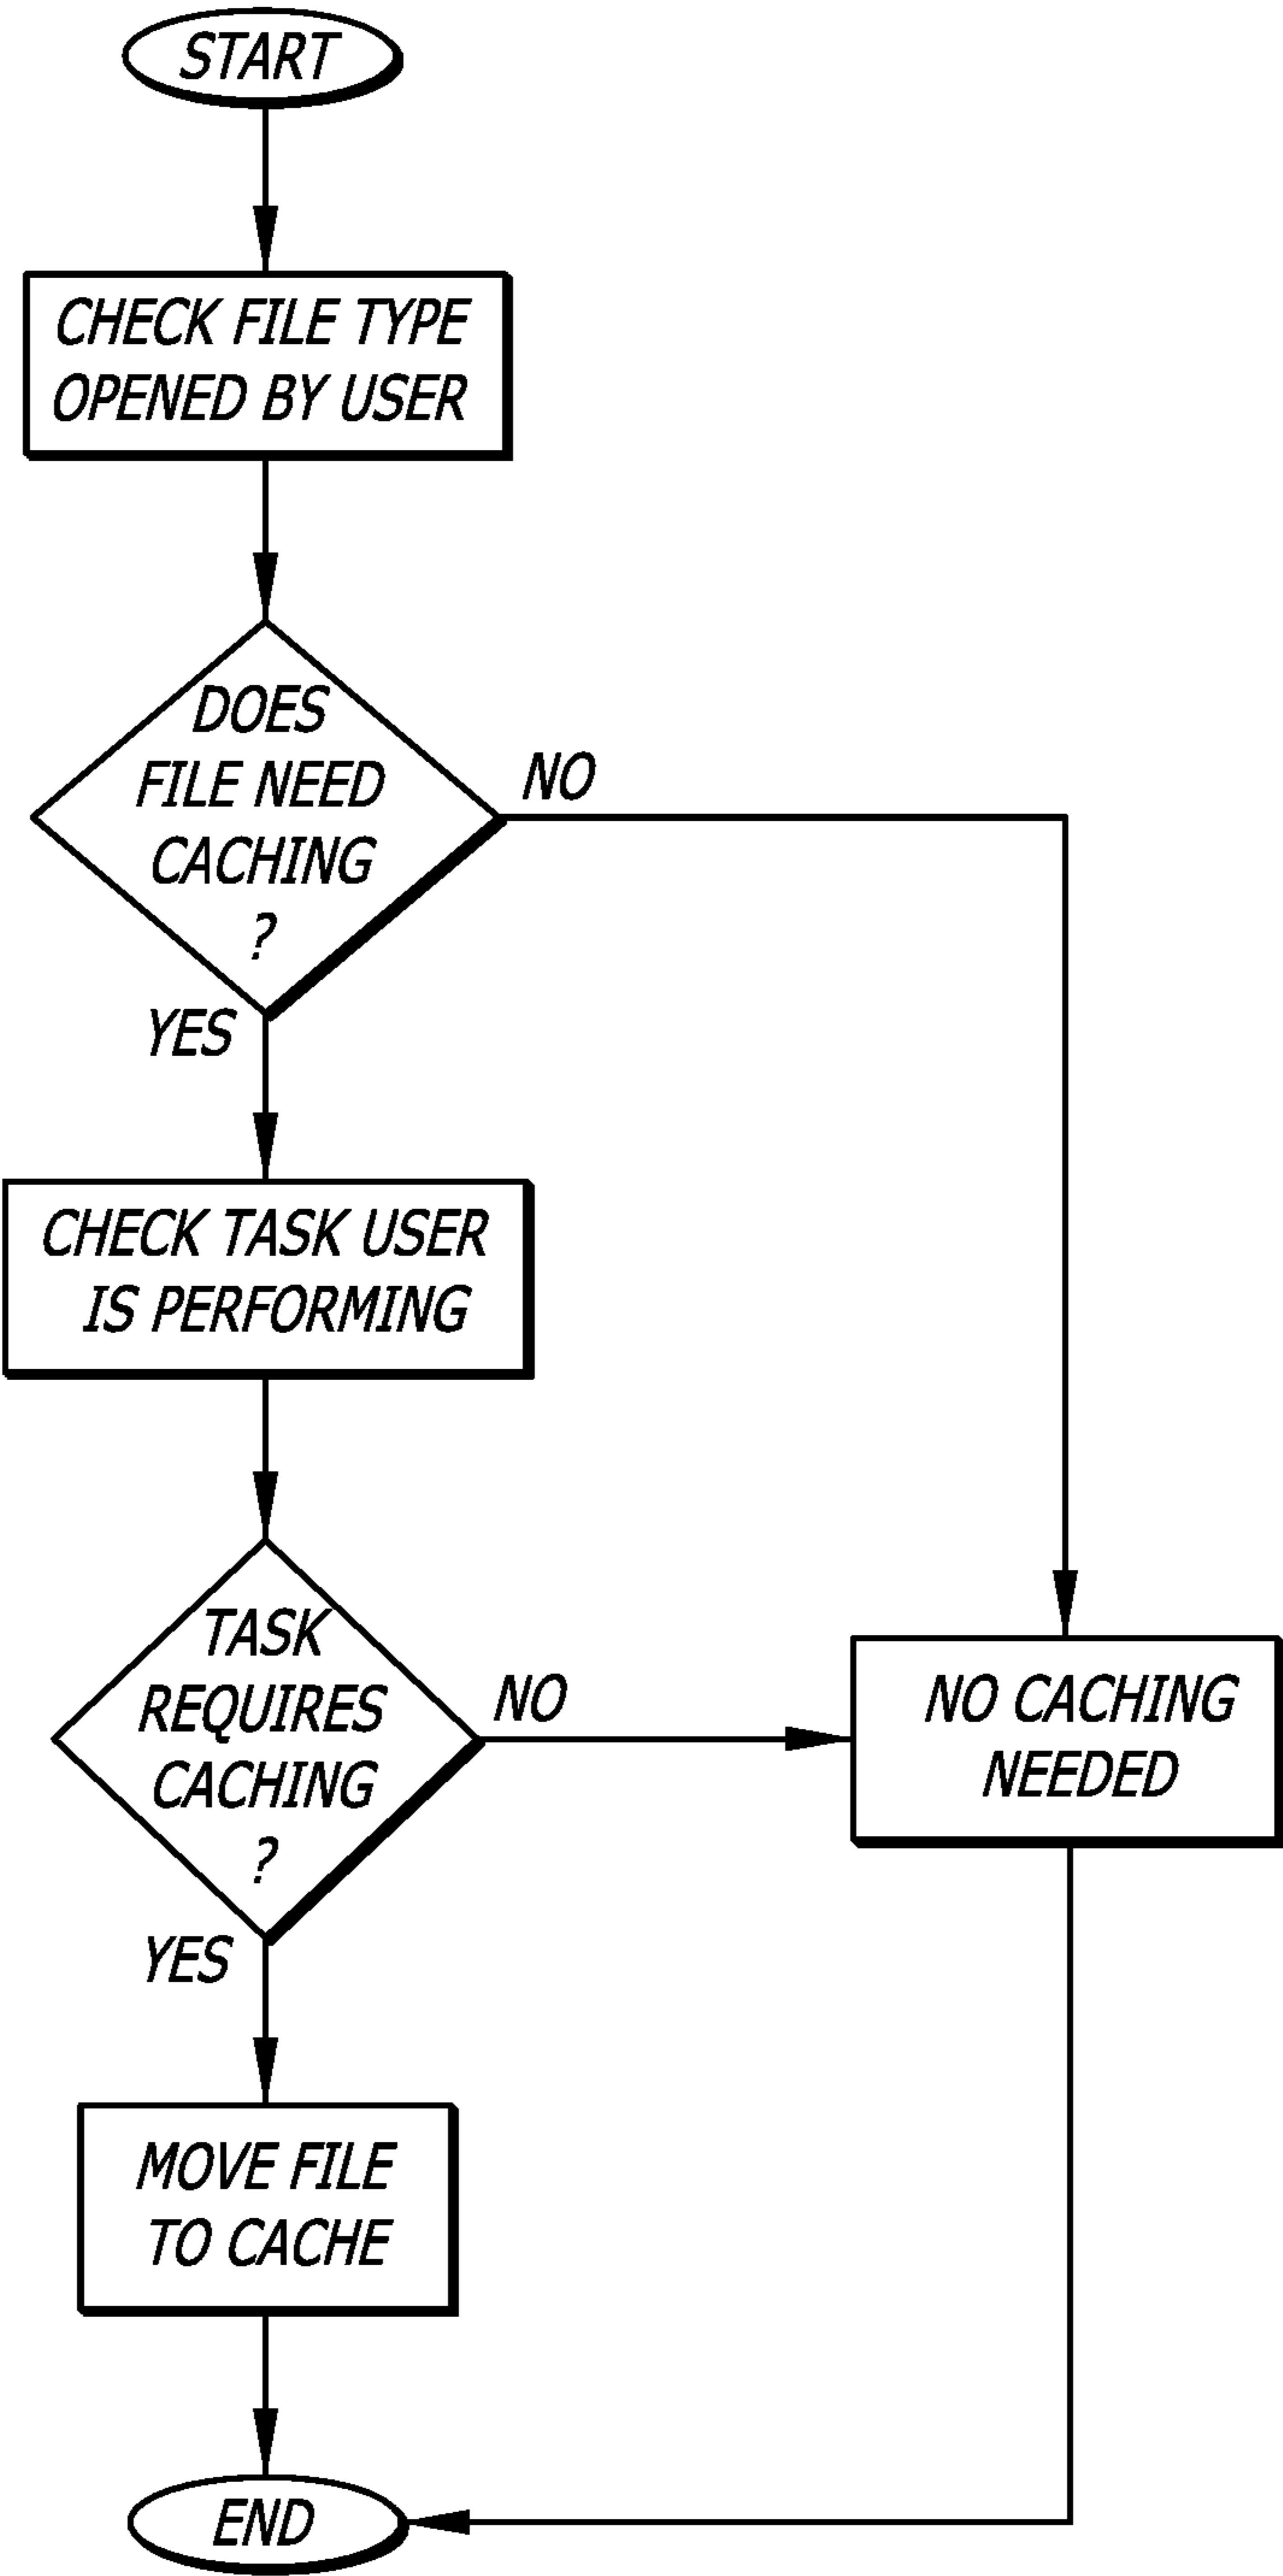 START
CHECK FILE TYPE
OPENED BY USER
DOES
FILE NEED
CACHING
?
NO
YES
CHECK TASK USER
IS PERFORMING
TASK
REQUIRES
CACHING
?
NO
YES
NO CACHING
NEEDED
MOVE FILE
TO CACHE
END